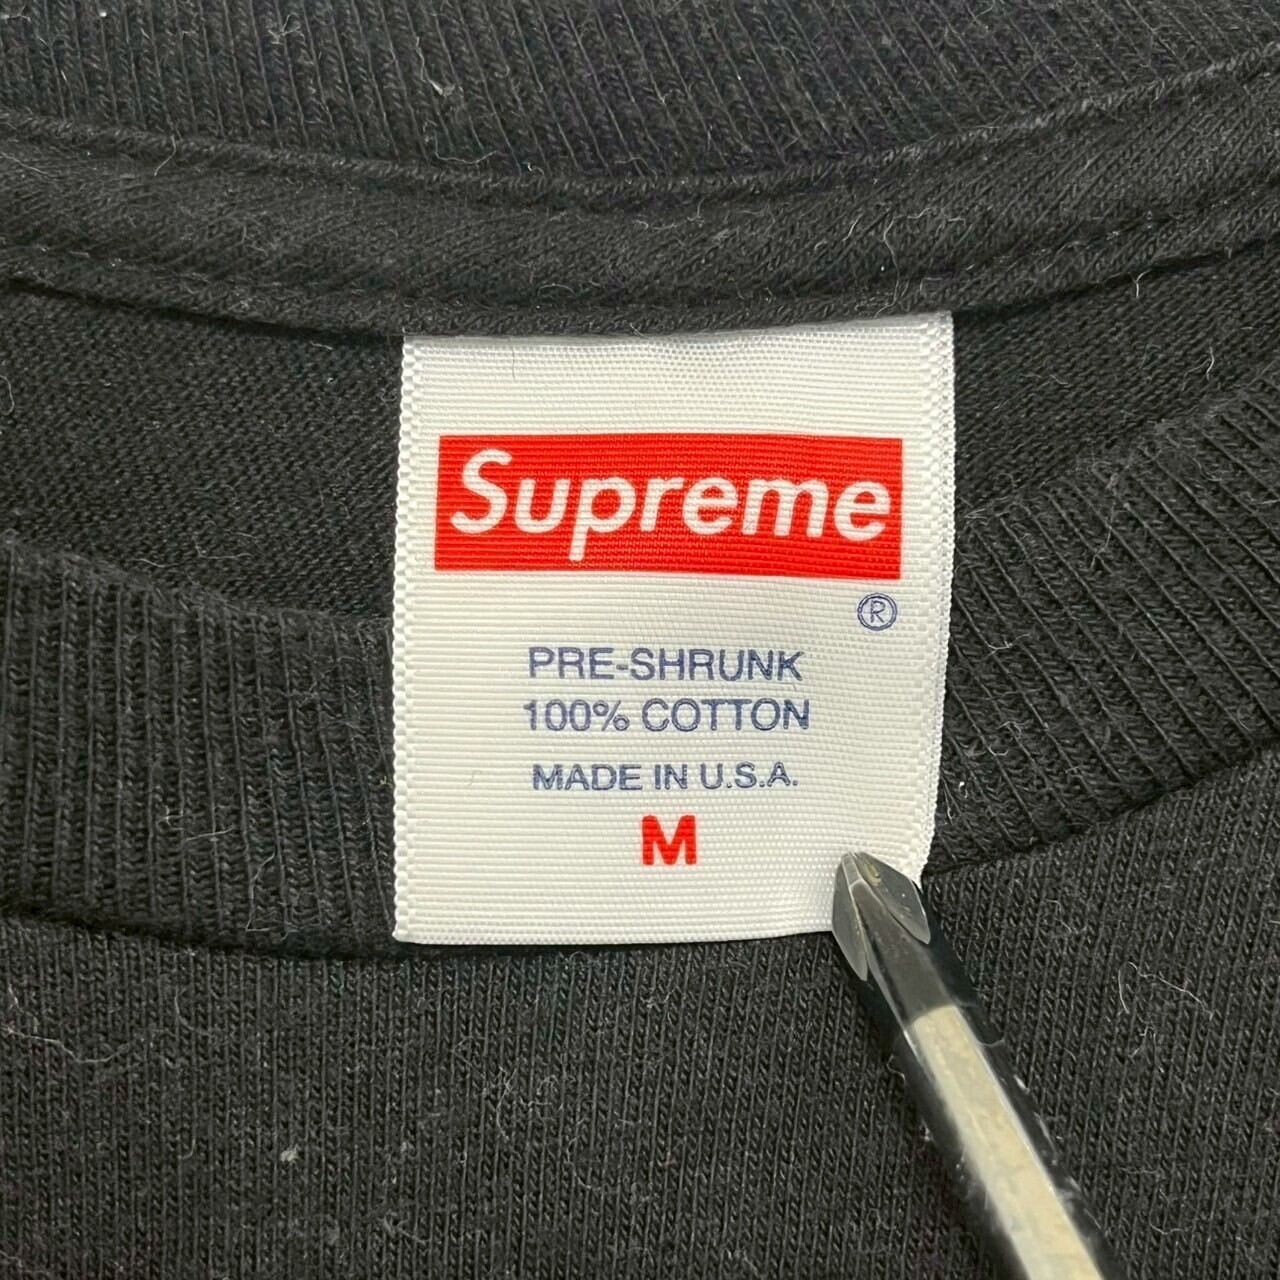 Supreme
®
PRE-SHRUNK
100% COTTON
MADE IN U.S.A.
M